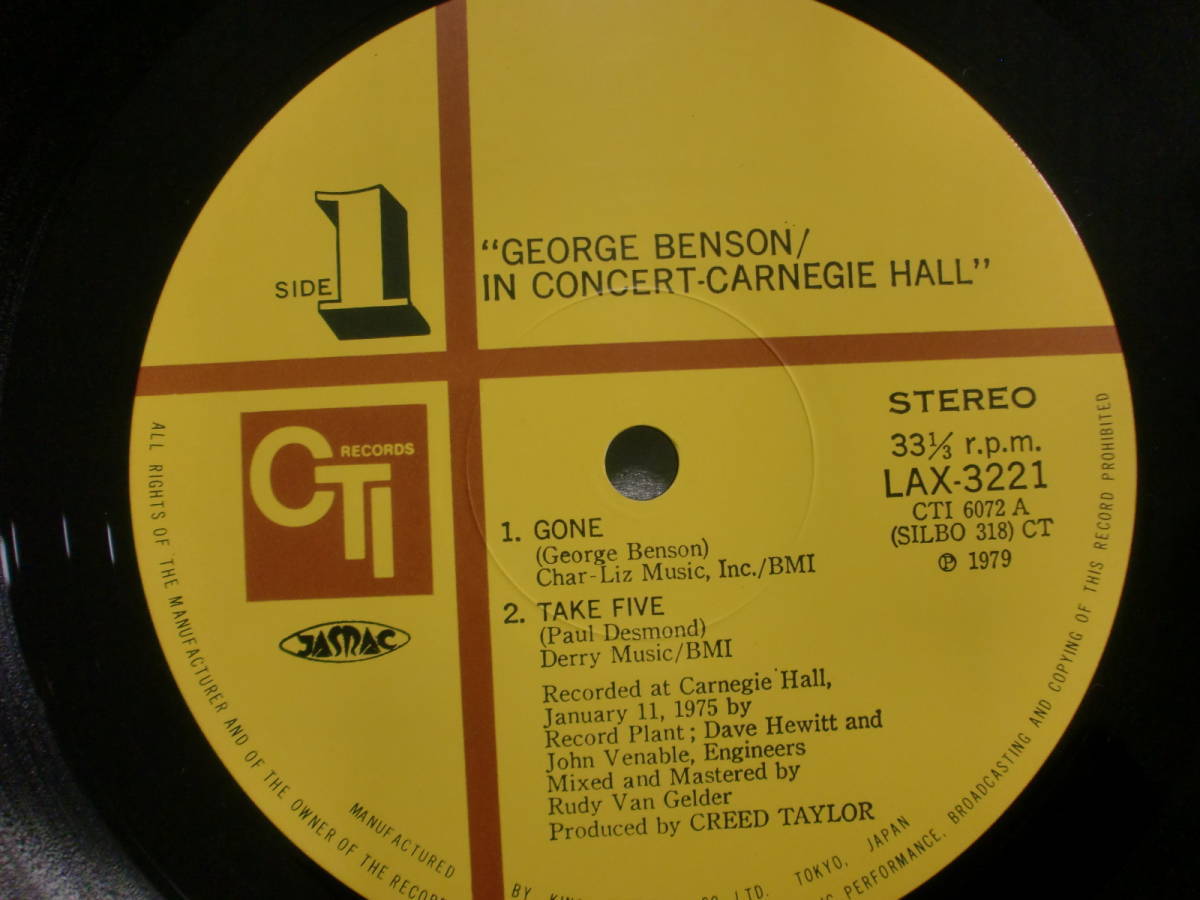 SIDE 1
"GEORGE BENSON/
IN CONCERT-CARNEGIE HALL"
CTI RECORDS
JASRAC
STEREO
33⅓ r.p.m.
LAX-3221
CTI 6072 A
(SILBO 318) CT
℗ 1979
1. GONE
(George Benson)
Char-Liz Music, Inc./BMI
2. TAKE FIVE
(Paul Desmond)
Derry Music/BMI
Recorded at Carnegie Hall,
January 11, 1975 by
Record Plant; Dave Hewitt and
John Venable, Engineers
Mixed and Mastered by
Rudy Van Gelder
Produced by CREED TAYLOR
ALL RIGHTS OF THE MANUFACTURER AND OF THE OWNER OF THE RECOR
PERFORMANCE, BROADCASTING AND COPYING OF THIS RECORD PROHIBITED
MANUFACTURED BY LTD. TOKYO, JAPAN